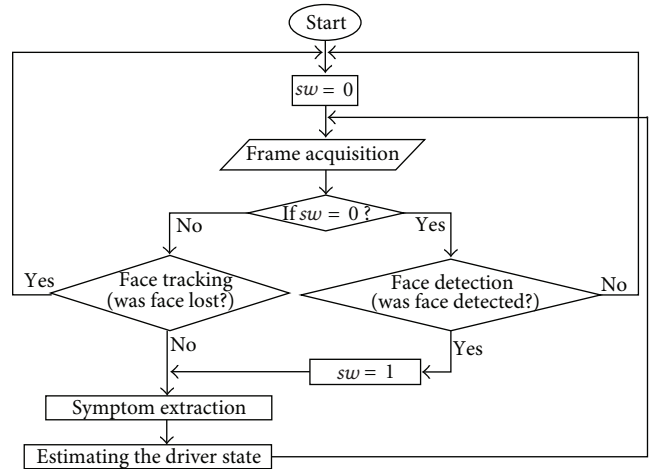 Start
sw = 0
Frame acquisition
If sw = 0 ?
No
Yes
Yes
Face tracking
(was face lost?)
Face detection
(was face detected?)
No
No
Yes
sw = 1
Symptom extraction
Estimating the driver state